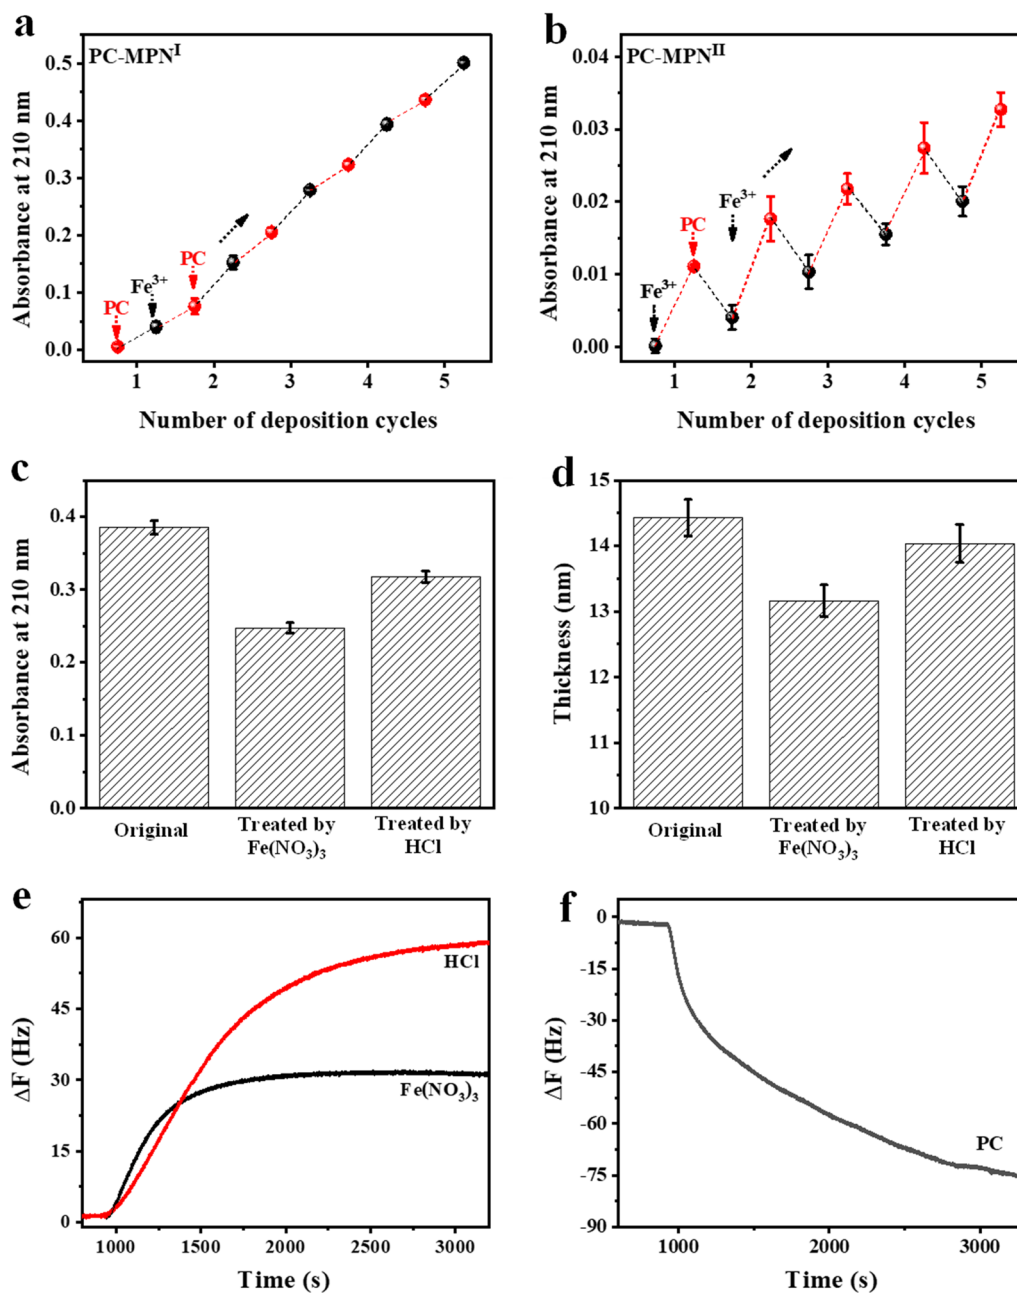 a
PC-MPN^I
Absorbance at 210 nm
0.5
0.4
0.3
0.2
0.1
0.0
PC
Fe³⁺
PC
1 2 3 4 5
Number of deposition cycles
b
PC-MPN^II
Absorbance at 210 nm
0.04
0.03
0.02
0.01
0.00
Fe³⁺
PC
Fe³⁺
1 2 3 4 5
Number of deposition cycles
c
Absorbance at 210 nm
0.4
0.3
0.2
0.1
0.0
Original
Treated by
Fe(NO₃)₃
Treated by
HCl
d
Thickness (nm)
15
14
13
12
11
10
Original
Treated by
Fe(NO₃)₃
Treated by
HCl
e
ΔF (Hz)
60
45
30
15
0
HCl
Fe(NO₃)₃
1000 1500 2000 2500 3000
Time (s)
f
ΔF (Hz)
0
-15
-30
-45
-60
-75
-90
PC
1000 2000 3000
Time (s)